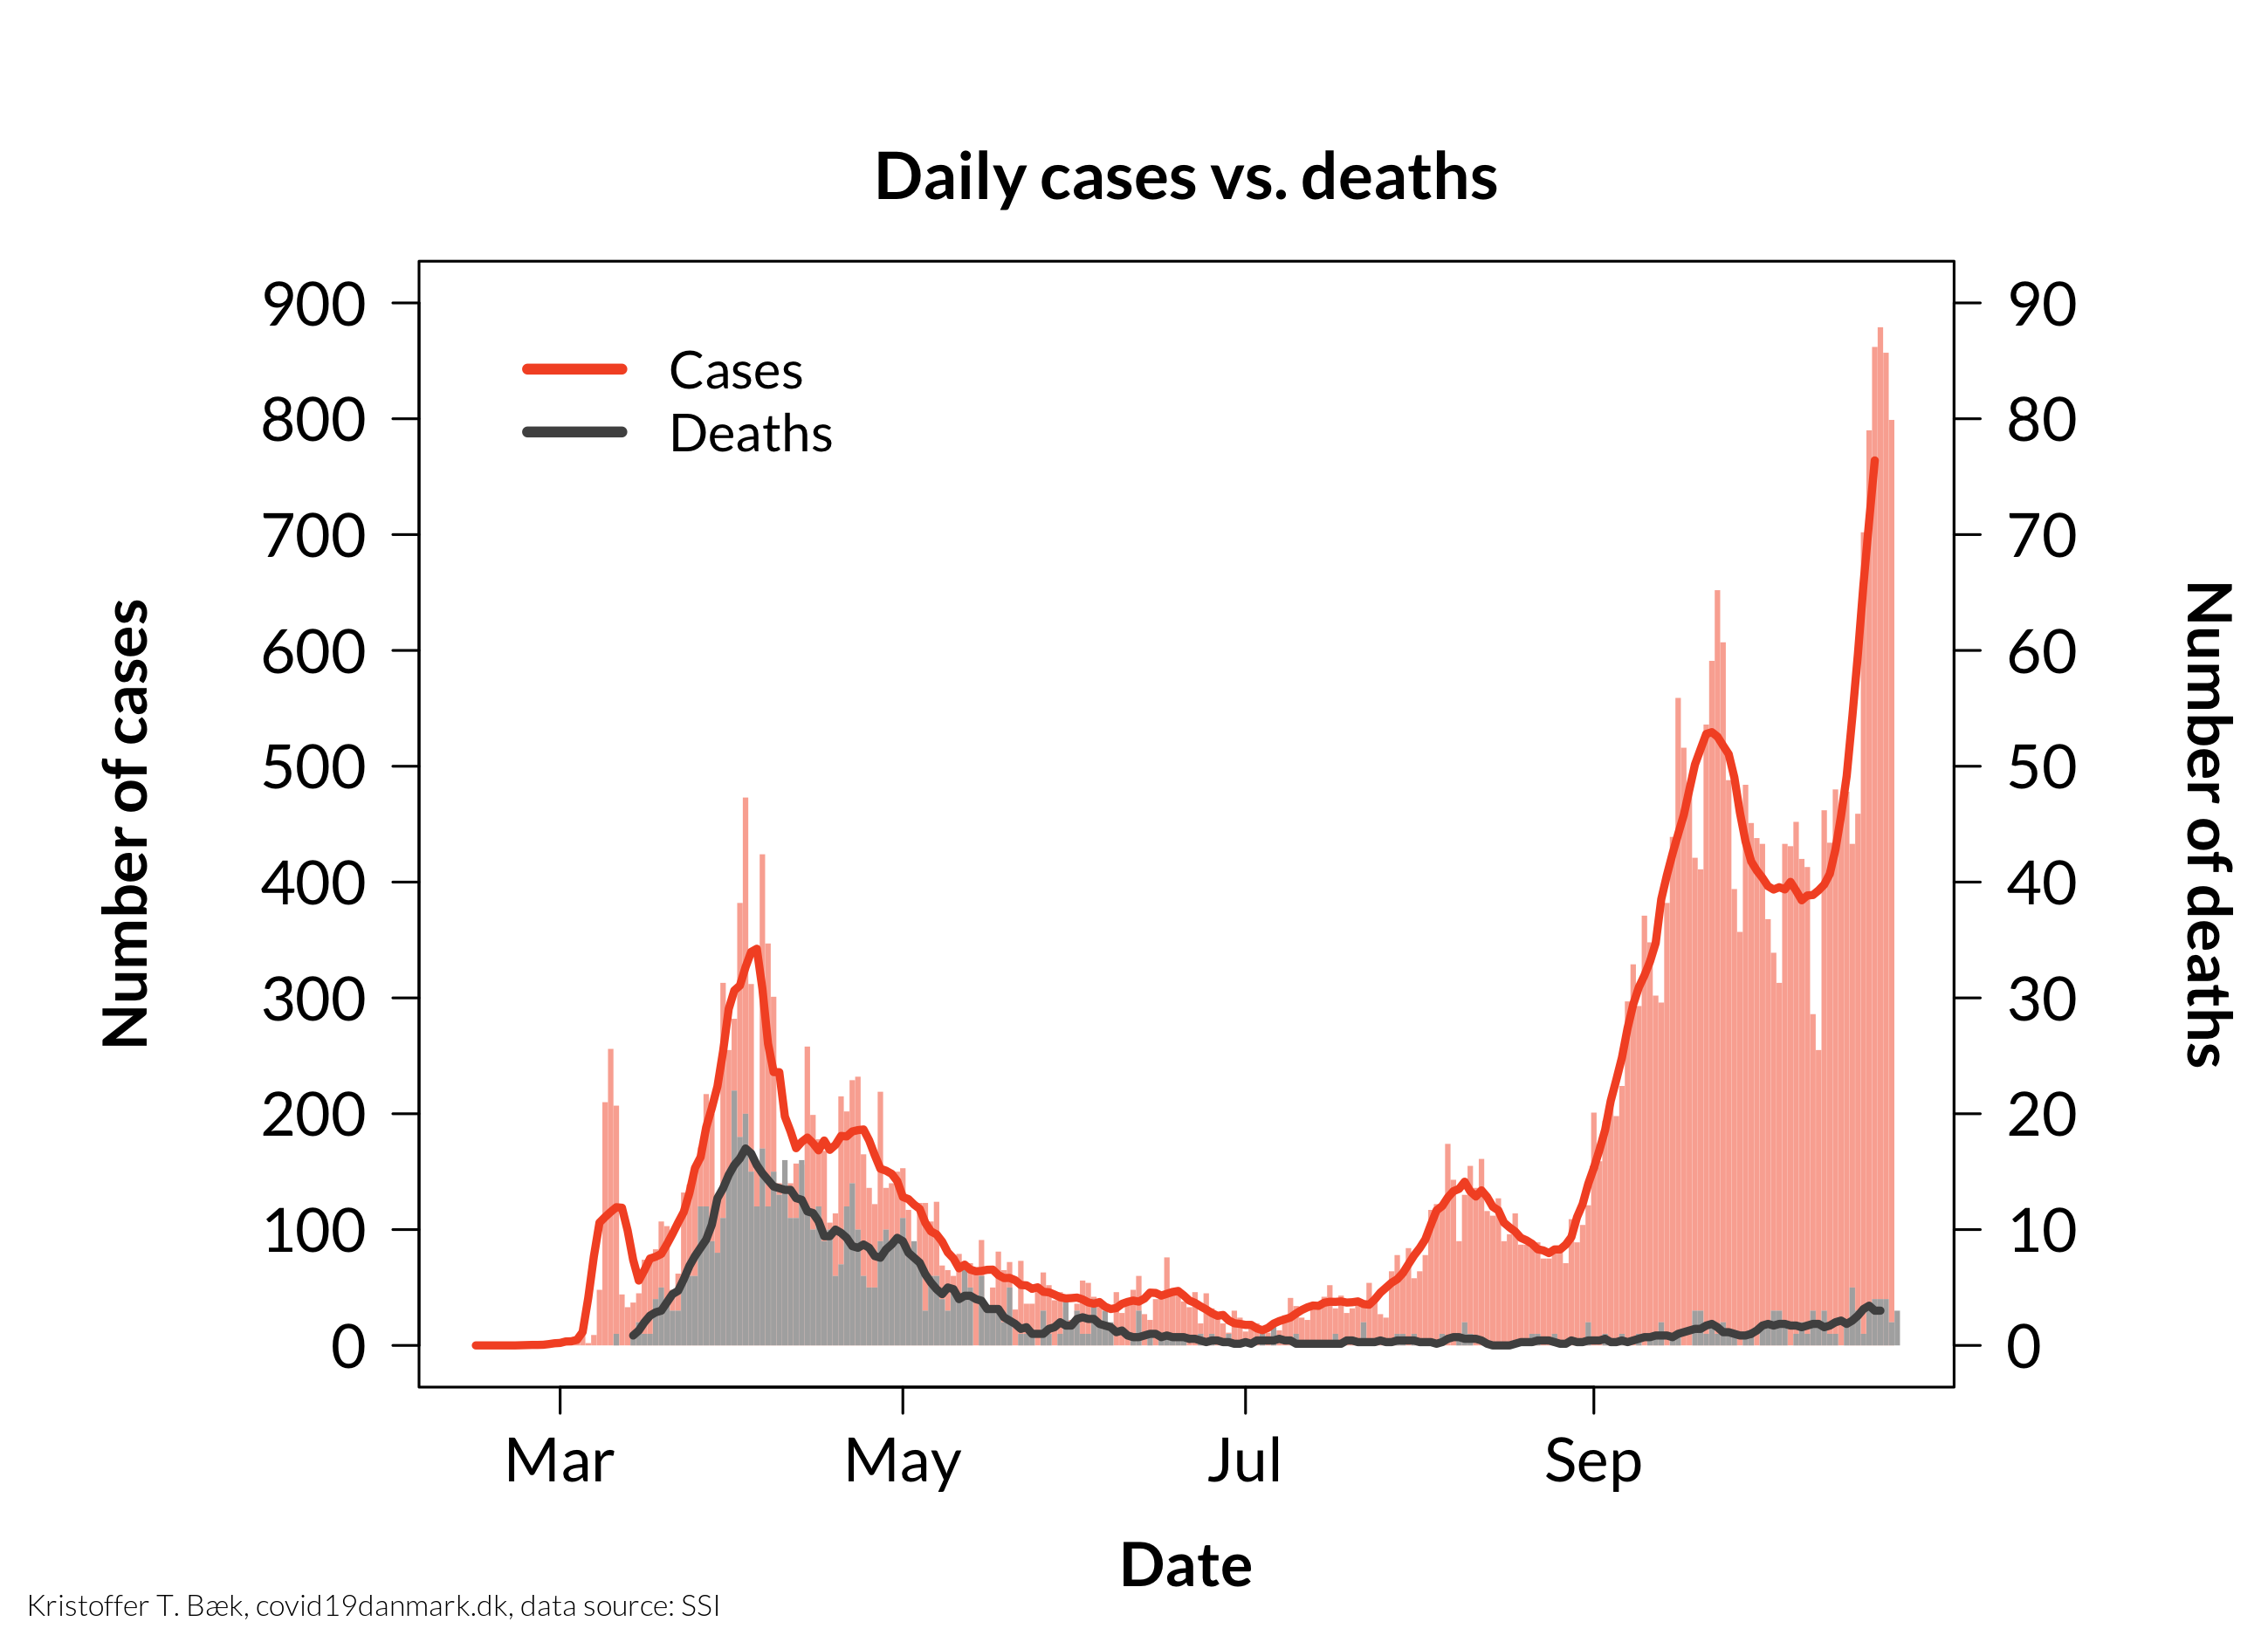 Daily cases vs. deaths
Cases
Deaths
Number of cases
900
800
700
600
500
400
300
200
100
0
90
80
70
60
50
40
30
20
10
0
Number of deaths
Mar May Jul Sep
Date
Kristoffer T. Bæk, covid19danmark.dk, data source: SSI